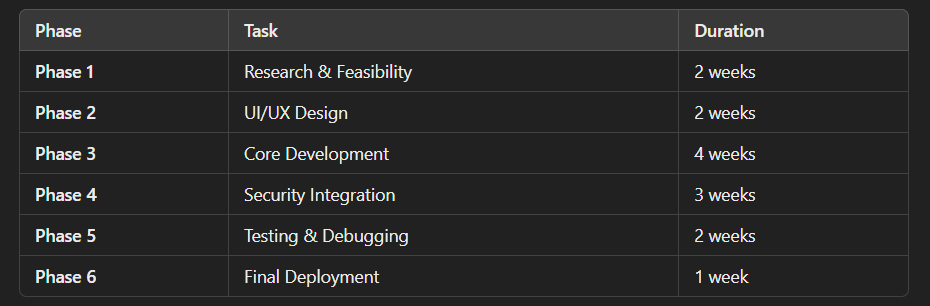 Phase Task Duration
Phase 1 Research & Feasibility 2 weeks
Phase 2 UI/UX Design 2 weeks
Phase 3 Core Development 4 weeks
Phase 4 Security Integration 3 weeks
Phase 5 Testing & Debugging 2 weeks
Phase 6 Final Deployment 1 week